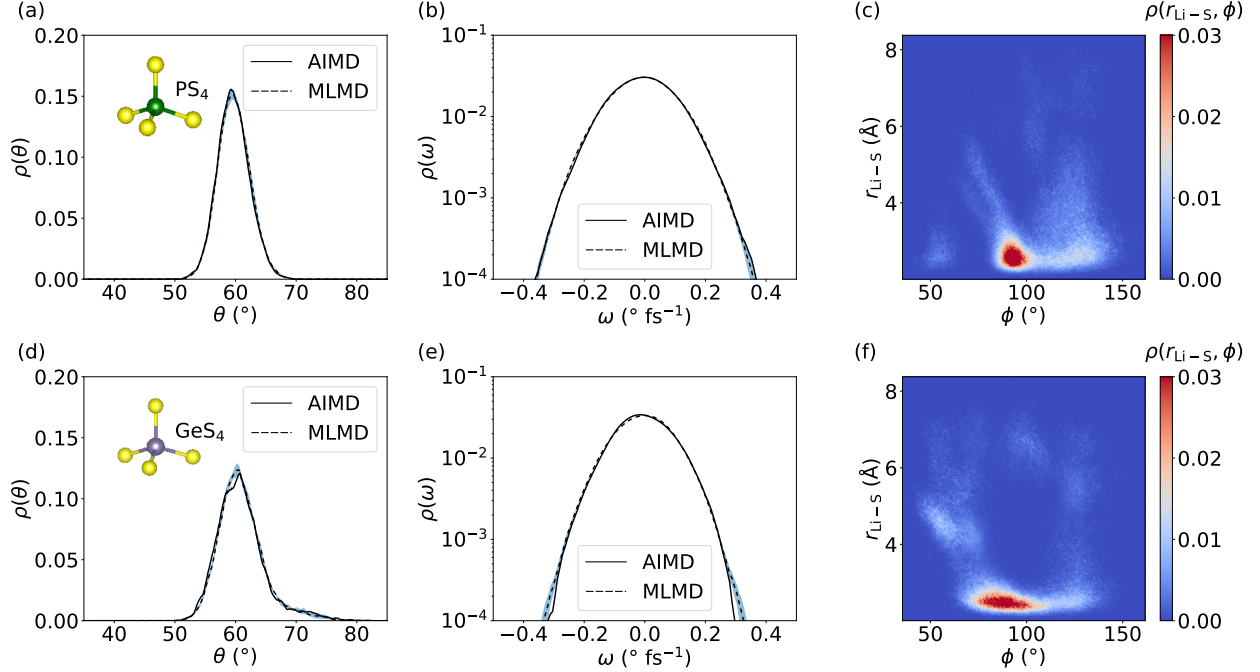 (a)
0.20
0.15
0.10
0.05
0.00
ρ(θ)
PS₄
AIMD
MLMD
40 50 60 70 80
θ (°)
(b)
10⁻¹
10⁻²
10⁻³
10⁻⁴
ρ(ω)
AIMD
MLMD
−0.4 −0.2 0.0 0.2 0.4
ω (° fs⁻¹)
(c)
8
6
4
r_Li−S (Å)
50 100 150
ϕ (°)
ρ(r_Li−S, ϕ)
0.03
0.02
0.01
0.00
(d)
0.20
0.15
0.10
0.05
0.00
ρ(θ)
GeS₄
AIMD
MLMD
40 50 60 70 80
θ (°)
(e)
10⁻¹
10⁻²
10⁻³
10⁻⁴
ρ(ω)
AIMD
MLMD
−0.4 −0.2 0.0 0.2 0.4
ω (° fs⁻¹)
(f)
8
6
4
r_Li−S (Å)
50 100 150
ϕ (°)
ρ(r_Li−S, ϕ)
0.03
0.02
0.01
0.00